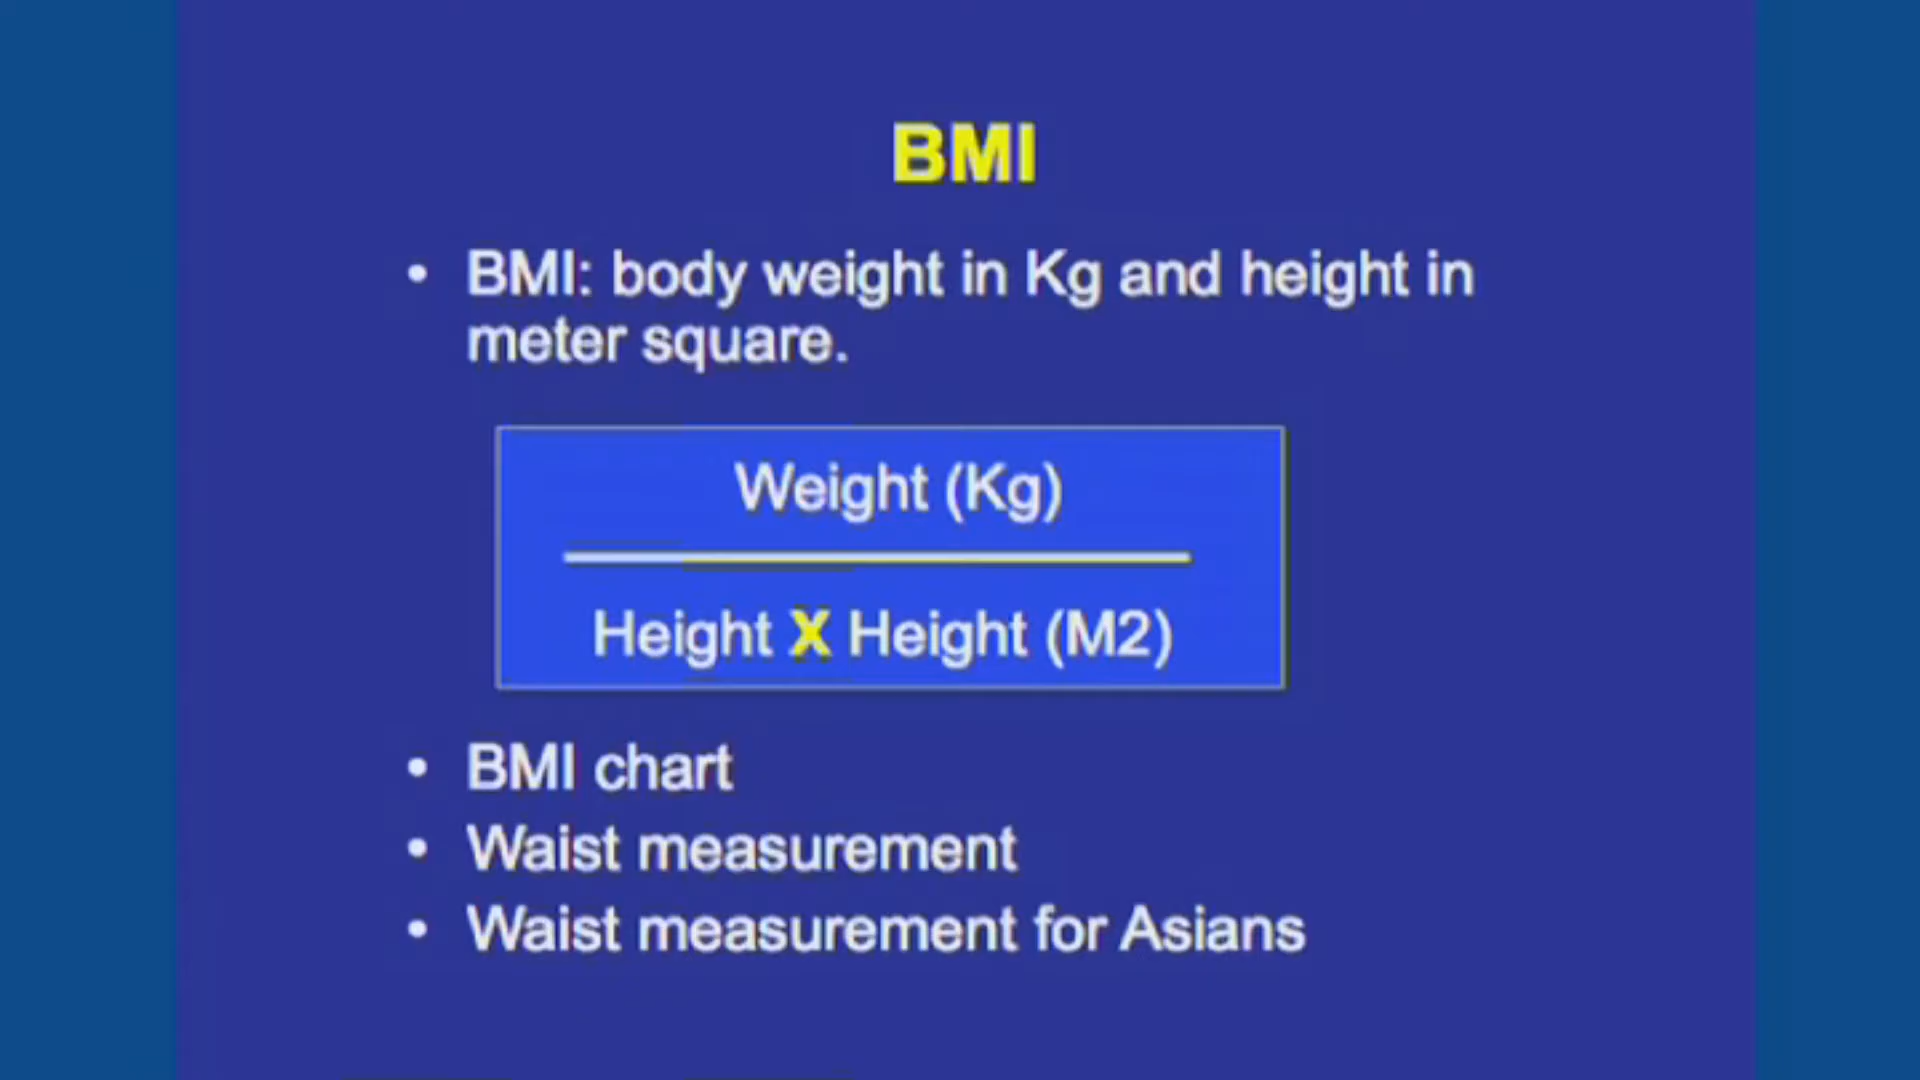 BMI
• BMI: body weight in Kg and height in
meter square.
Weight (Kg)
Height X Height (M2)
• BMI chart
• Waist measurement
• Waist measurement for Asians